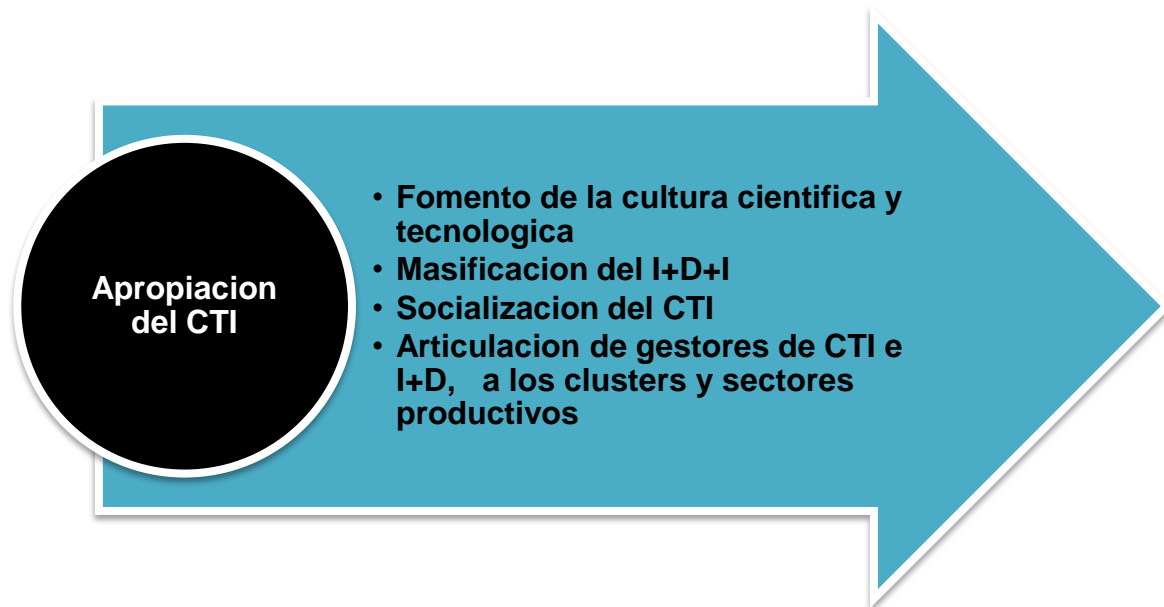 Apropiacion
del CTI
• Fomento de la cultura cientifica y
tecnologica
• Masificacion del I+D+I
• Socializacion del CTI
• Articulacion de gestores de CTI e
I+D,   a los clusters y sectores
productivos